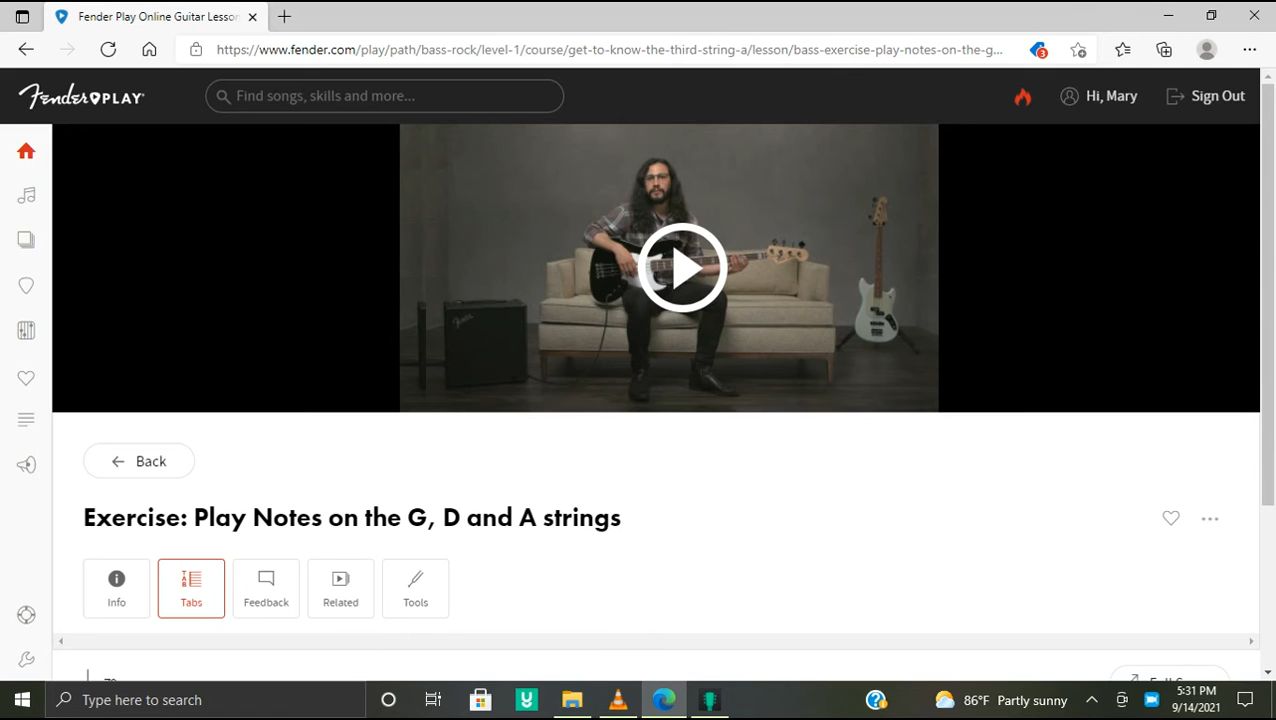 Fender Play Online Guitar Lesson
https://www.fender.com/play/path/bass-rock/level-1/course/get-to-know-the-third-string-a/lesson/bass-exercise-play-notes-on-the-g...
3
Fender PLAY
Find songs, skills and more...
Hi, Mary
Sign Out
Fender
Back
Exercise: Play Notes on the G, D and A strings
Info
TAB
Tabs
Feedback
Related
Tools
Type here to search
86°F Partly sunny
5:31 PM
9/14/2021